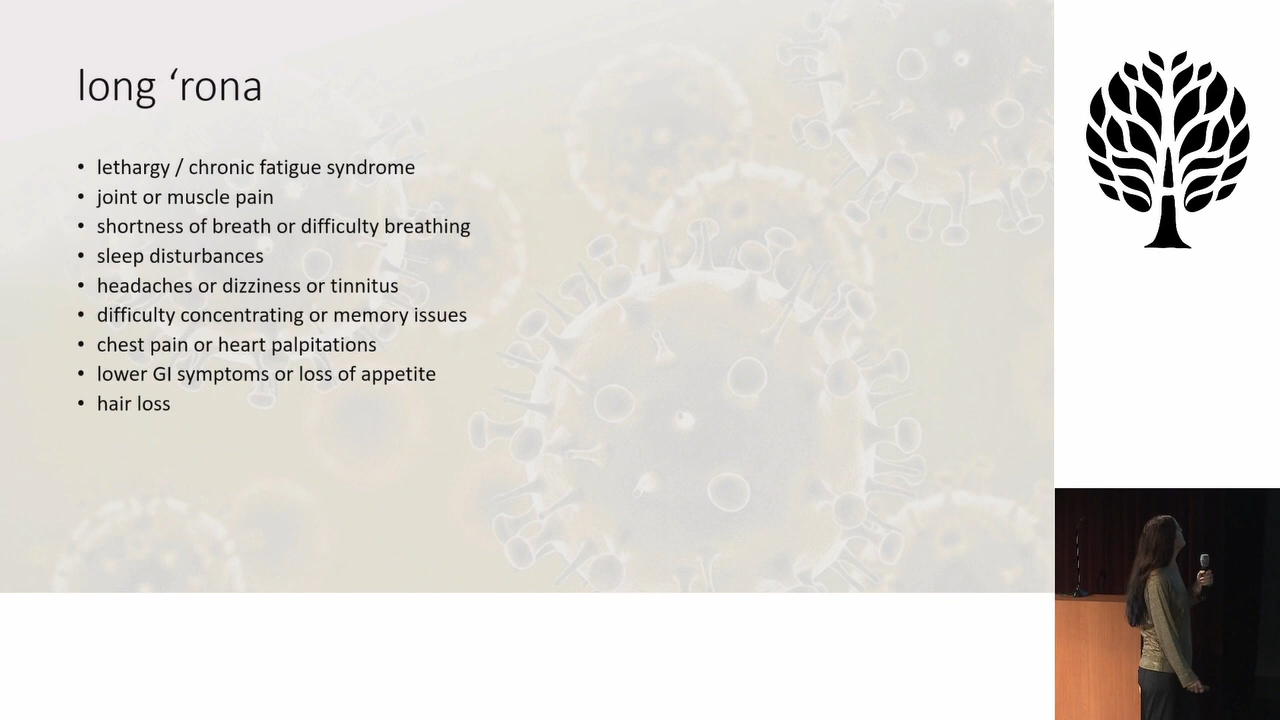 long ‘rona
• lethargy / chronic fatigue syndrome
• joint or muscle pain
• shortness of breath or difficulty breathing
• sleep disturbances
• headaches or dizziness or tinnitus
• difficulty concentrating or memory issues
• chest pain or heart palpitations
• lower GI symptoms or loss of appetite
• hair loss